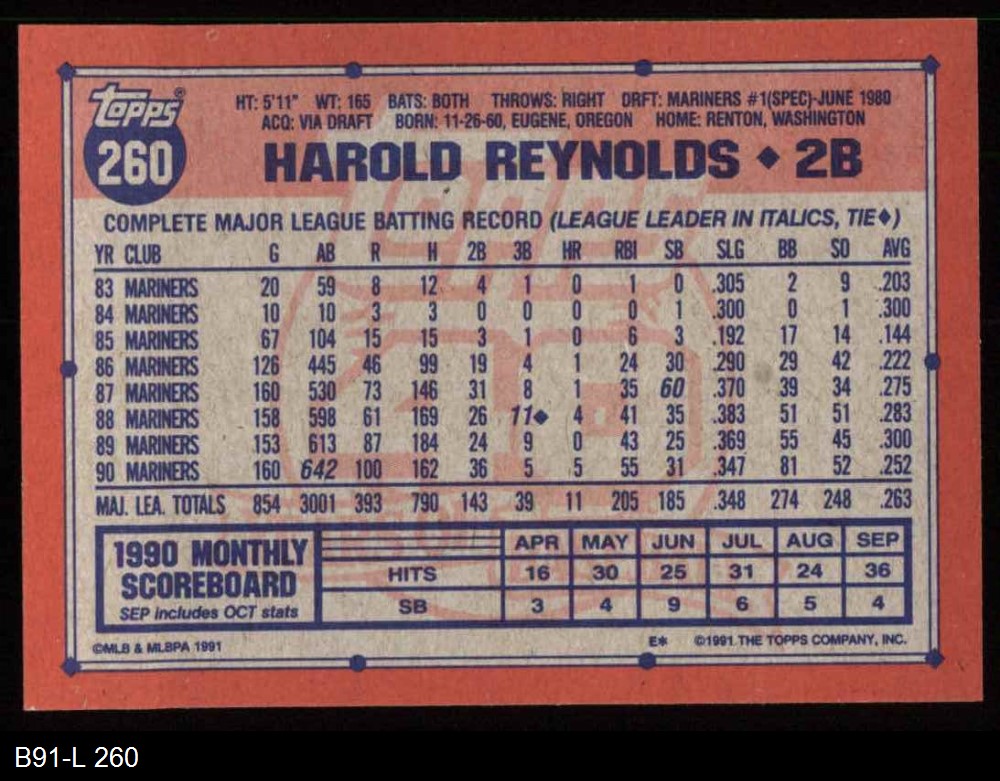 Topps®
260
HT: 5'11" WT: 165 BATS: BOTH THROWS: RIGHT DRFT: MARINERS #1(SPEC)-JUNE 1980
ACQ: VIA DRAFT BORN: 11-26-60, EUGENE, OREGON HOME: RENTON, WASHINGTON
HAROLD REYNOLDS ◆ 2B
COMPLETE MAJOR LEAGUE BATTING RECORD (LEAGUE LEADER IN ITALICS, TIE◆)
YR CLUB G AB R H 2B 3B HR RBI SB SLG BB SO AVG
83 MARINERS 20 59 8 12 4 1 0 1 0 .305 2 9 .203
84 MARINERS 10 10 3 3 0 0 0 0 1 .300 0 1 .300
85 MARINERS 67 104 15 15 3 1 0 6 3 .192 17 14 .144
86 MARINERS 126 445 46 99 19 4 1 24 30 .290 29 42 .222
87 MARINERS 160 530 73 146 31 8 1 35 60 .370 39 34 .275
88 MARINERS 158 598 61 169 26 11◆ 4 41 35 .383 51 51 .283
89 MARINERS 153 613 87 184 24 9 0 43 25 .369 55 45 .300
90 MARINERS 160 642 100 162 36 5 5 55 31 .347 81 52 .252
MAJ. LEA. TOTALS 854 3001 393 790 143 39 11 205 185 .348 274 248 .263
1990 MONTHLY
SCOREBOARD
SEP includes OCT stats
APR MAY JUN JUL AUG SEP
HITS 16 30 25 31 24 36
SB 3 4 9 6 5 4
©MLB & MLBPA 1991 E* ©1991 THE TOPPS COMPANY, INC.
B91-L 260